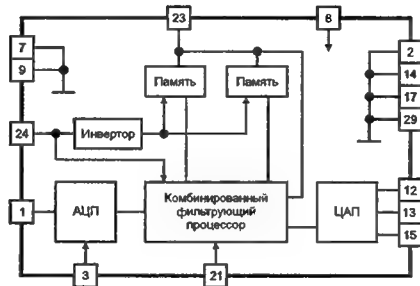 23
8
7
9
2
14
17
29
Память
Память
24
Инвертор
1
АЦП
Комбинированный
фильтрующий
процессор
ЦАП
12
13
15
3
21